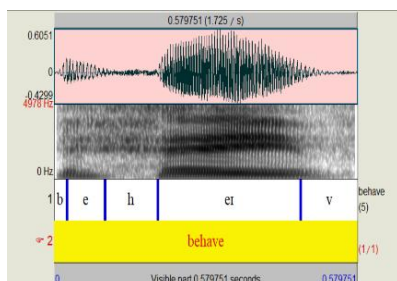 0.579751 (1.725 / s)
0.6051
0
-0.4299
4978 Hz
0 Hz
1 b e h eɪ v behave
(5)
☞ 2 behave (1/1)
0 Visible part 0.579751 seconds 0.579751